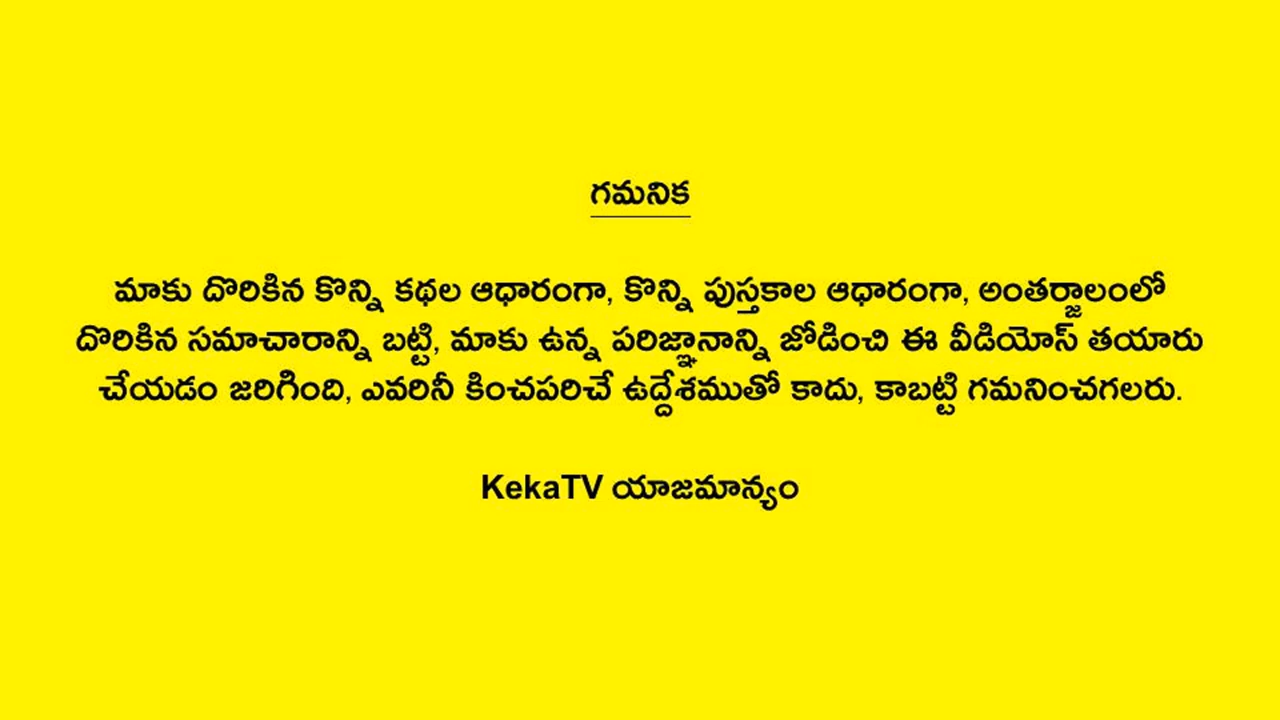 గమనిక
మాకు దొరికిన కొన్ని కథల ఆధారంగా, కొన్ని పుస్తకాల ఆధారంగా, అంతర్జాలంలో
దొరికిన సమాచారాన్ని బట్టి, మాకు ఉన్న పరిజ్ఞానాన్ని జోడించి ఈ వీడియోస్ తయారు
చేయడం జరిగింది, ఎవరినీ కించపరిచే ఉద్దేశముతో కాదు, కాబట్టి గమనించగలరు.
KekaTV యాజమాన్యం